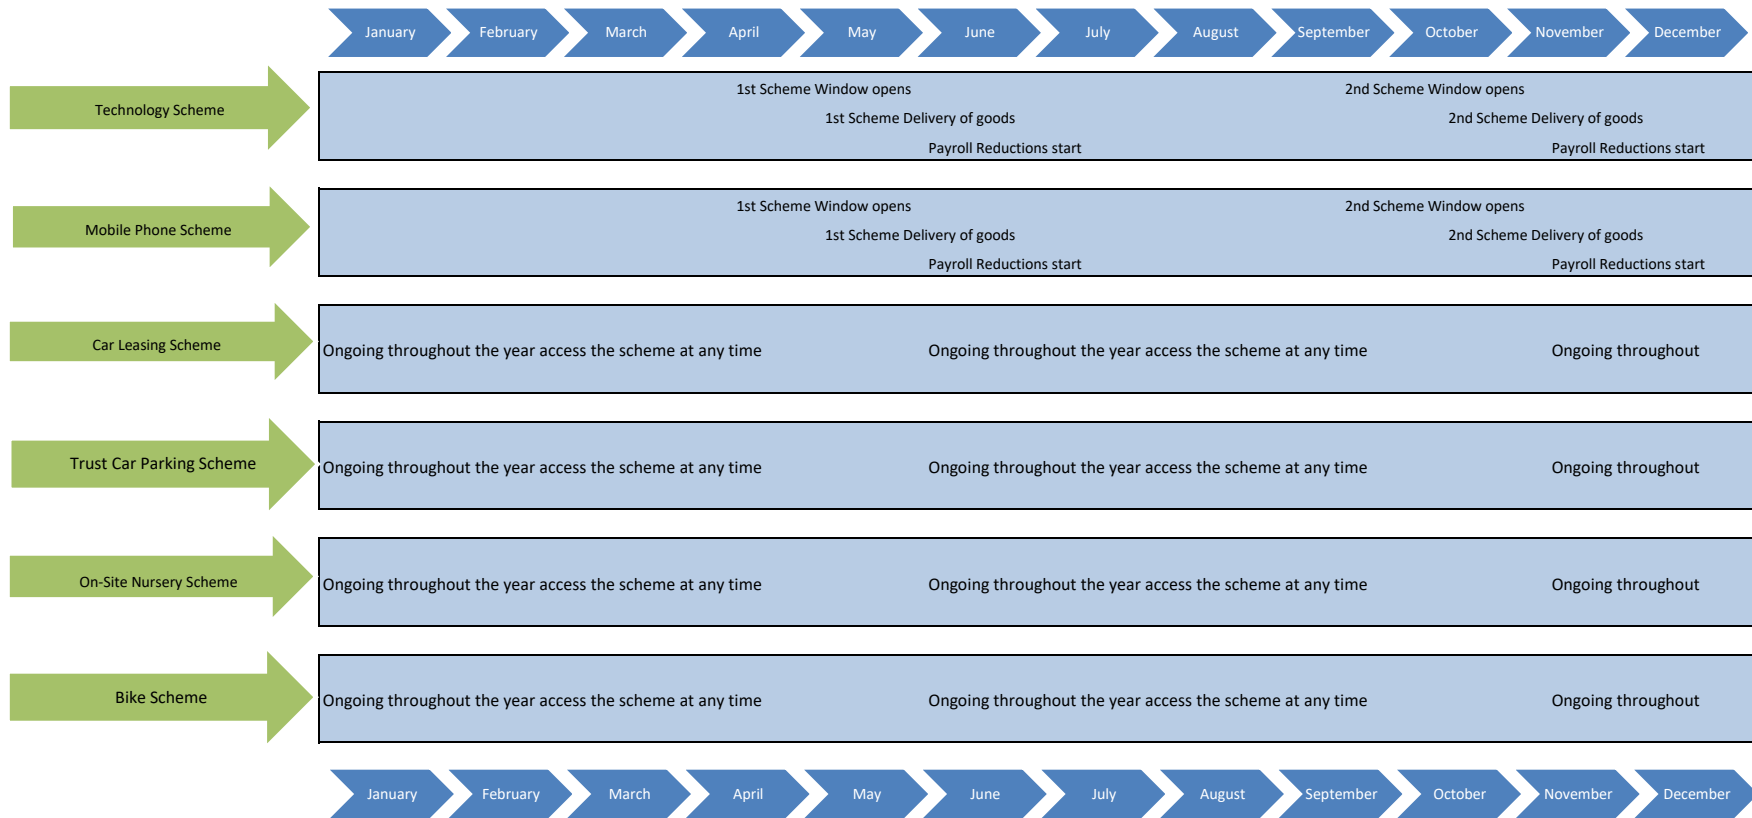 January February March April May June July August September October November December
Technology Scheme
1st Scheme Window opens 2nd Scheme Window opens
1st Scheme Delivery of goods 2nd Scheme Delivery of goods
Payroll Reductions start Payroll Reductions start
Mobile Phone Scheme
1st Scheme Window opens 2nd Scheme Window opens
1st Scheme Delivery of goods 2nd Scheme Delivery of goods
Payroll Reductions start Payroll Reductions start
Car Leasing Scheme
Ongoing throughout the year access the scheme at any time Ongoing throughout the year access the scheme at any time Ongoing throughout
Trust Car Parking Scheme
Ongoing throughout the year access the scheme at any time Ongoing throughout the year access the scheme at any time Ongoing throughout
On-Site Nursery Scheme
Ongoing throughout the year access the scheme at any time Ongoing throughout the year access the scheme at any time Ongoing throughout
Bike Scheme
Ongoing throughout the year access the scheme at any time Ongoing throughout the year access the scheme at any time Ongoing throughout
January February March April May June July August September October November December